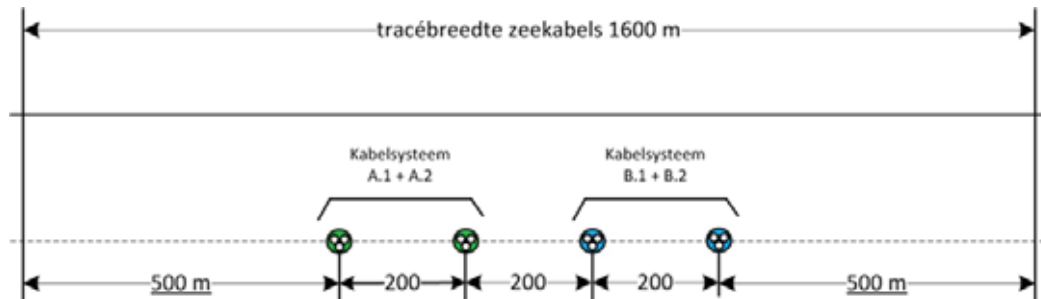 tracébreedte zeekabels 1600 m
Kabelsysteem
A.1 + A.2
Kabelsysteem
B.1 + B.2
500 m
200
200
200
500 m